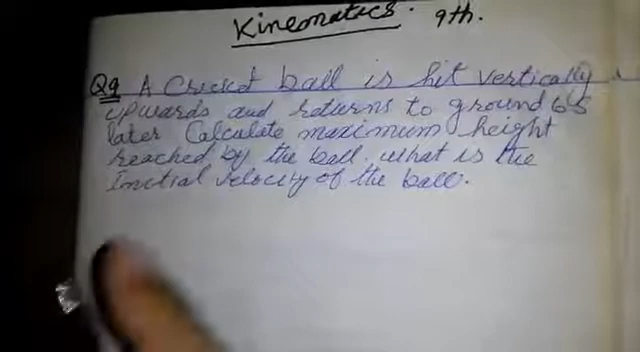 Kinematics. 9th.
Q9 A Cricket ball is hit vertically
upwards and returns to ground 6s
later Calculate maximum height
reached by the ball. what is the
Initial velocity of the ball.